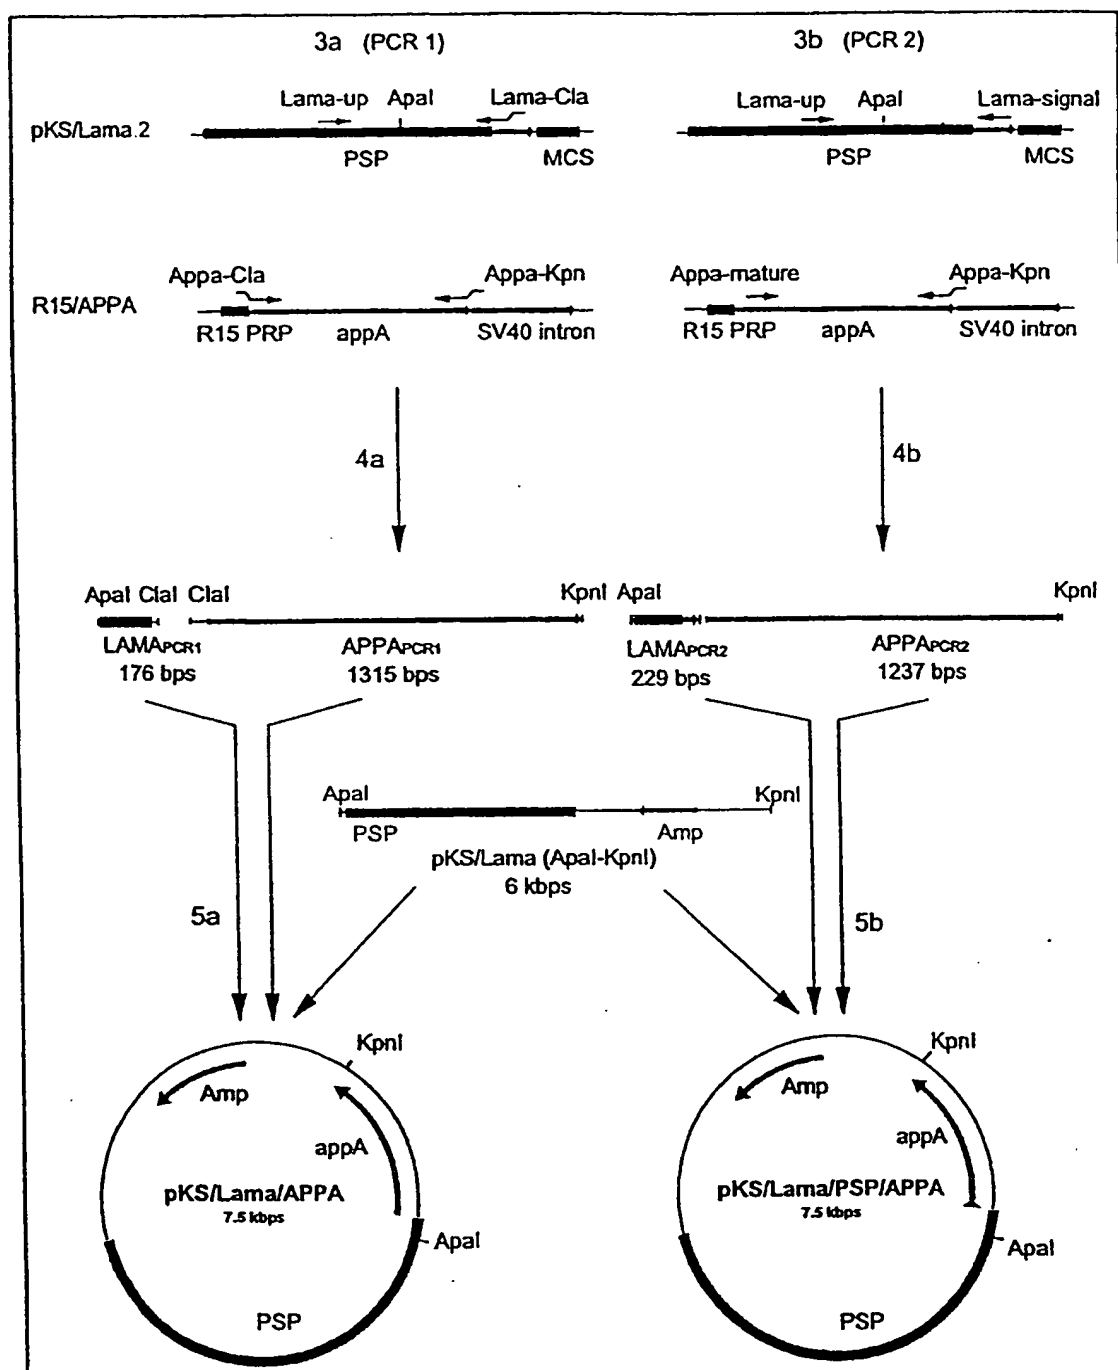 3a (PCR 1)
3b (PCR 2)
Lama-up ApaI Lama-Cla
Lama-up ApaI Lama-signal
pKS/Lama.2
PSP MCS
PSP MCS
Appa-Cla Appa-Kpn
Appa-mature Appa-Kpn
R15/APPA
R15 PRP appA SV40 intron
R15 PRP appA SV40 intron
4a
4b
ApaI ClaI ClaI KpnI
ApaI KpnI
LAMAPCR1 APPAPCR1
176 bps 1315 bps
LAMAPCR2 APPAPCR2
229 bps 1237 bps
ApaI KpnI
PSP Amp
pKS/Lama (ApaI-KpnI)
6 kbps
5a
5b
KpnI
Amp
appA
pKS/Lama/APPA
7.5 kbps
ApaI
PSP
KpnI
Amp
appA
pKS/Lama/PSP/APPA
7.5 kbps
ApaI
PSP